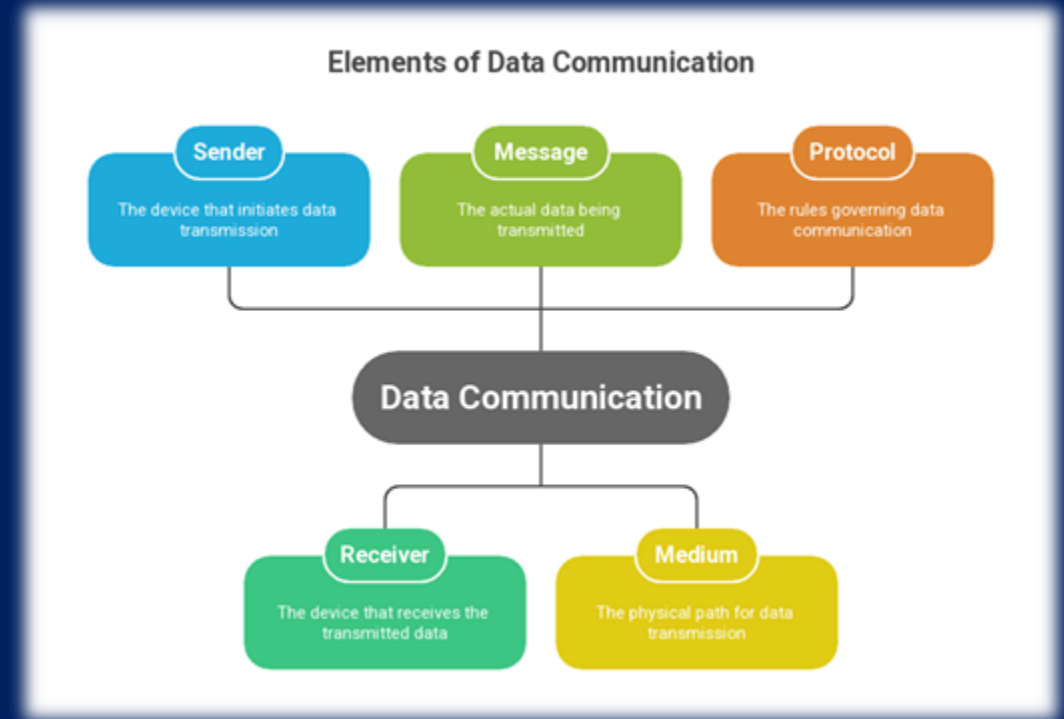 Elements of Data Communication
Sender
The device that initiates data
transmission
Message
The actual data being
transmitted
Protocol
The rules governing data
communication
Data Communication
Receiver
The device that receives the
transmitted data
Medium
The physical path for data
transmission